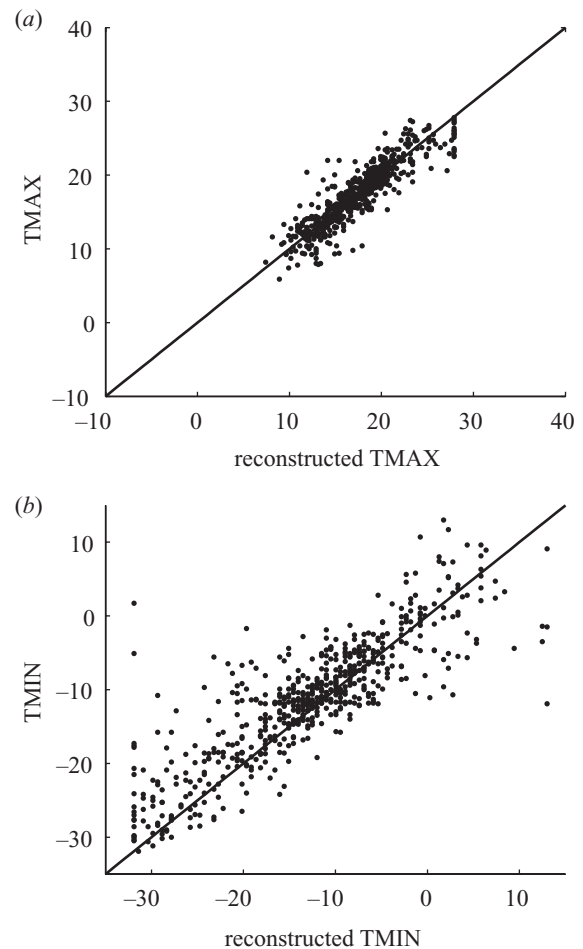 (a)
40
30
20
10
0
–10
–10 0 10 20 30 40
TMAX
reconstructed TMAX
(b)
10
0
–10
–20
–30
–30 –20 –10 0 10
TMIN
reconstructed TMIN